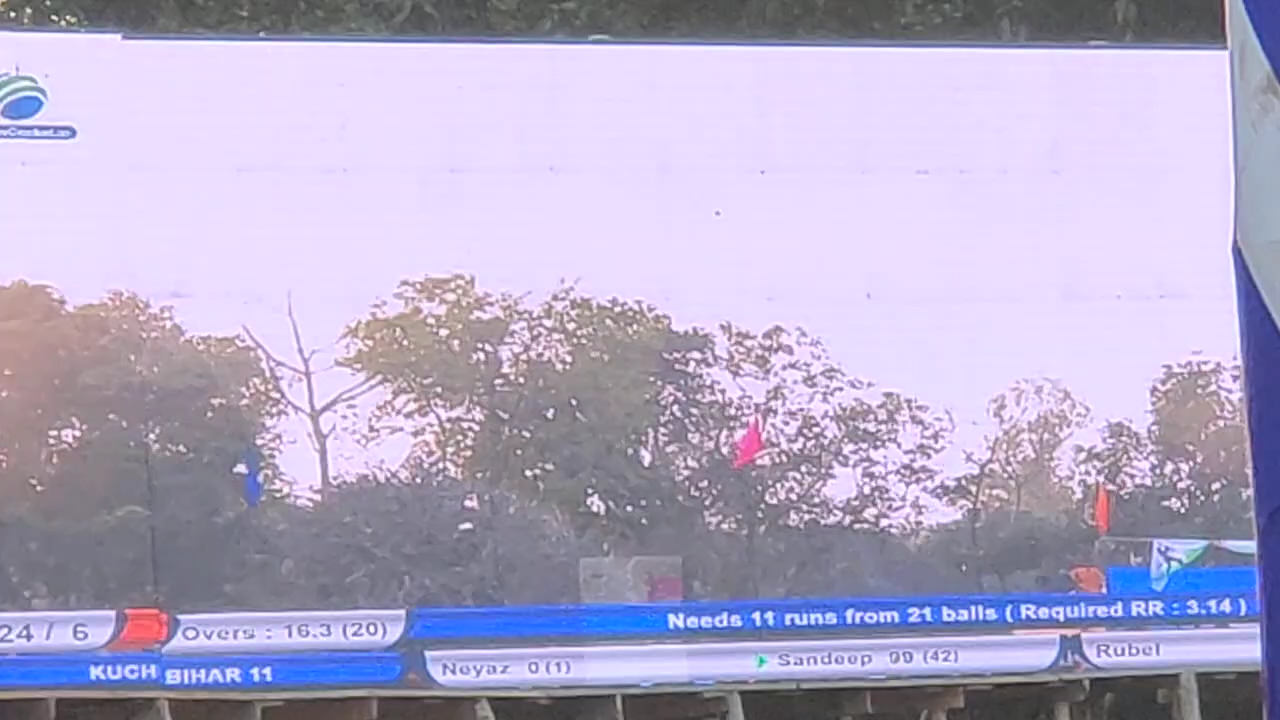 Needs 11 runs from 21 balls ( Required RR : 3.14 )
24 / 6 Overs : 16.3 (20)
KUCH BIHAR 11
Neyaz 0 (1) Sandeep 99 (42) Rubel